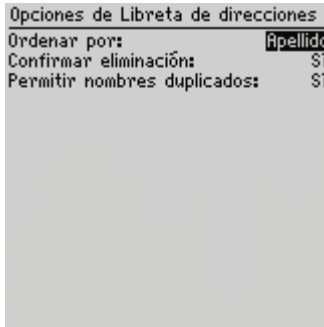 Opciones de Libreta de direcciones
Ordenar por: Apellido
Confirmar eliminación: Sí
Permitir nombres duplicados: Sí